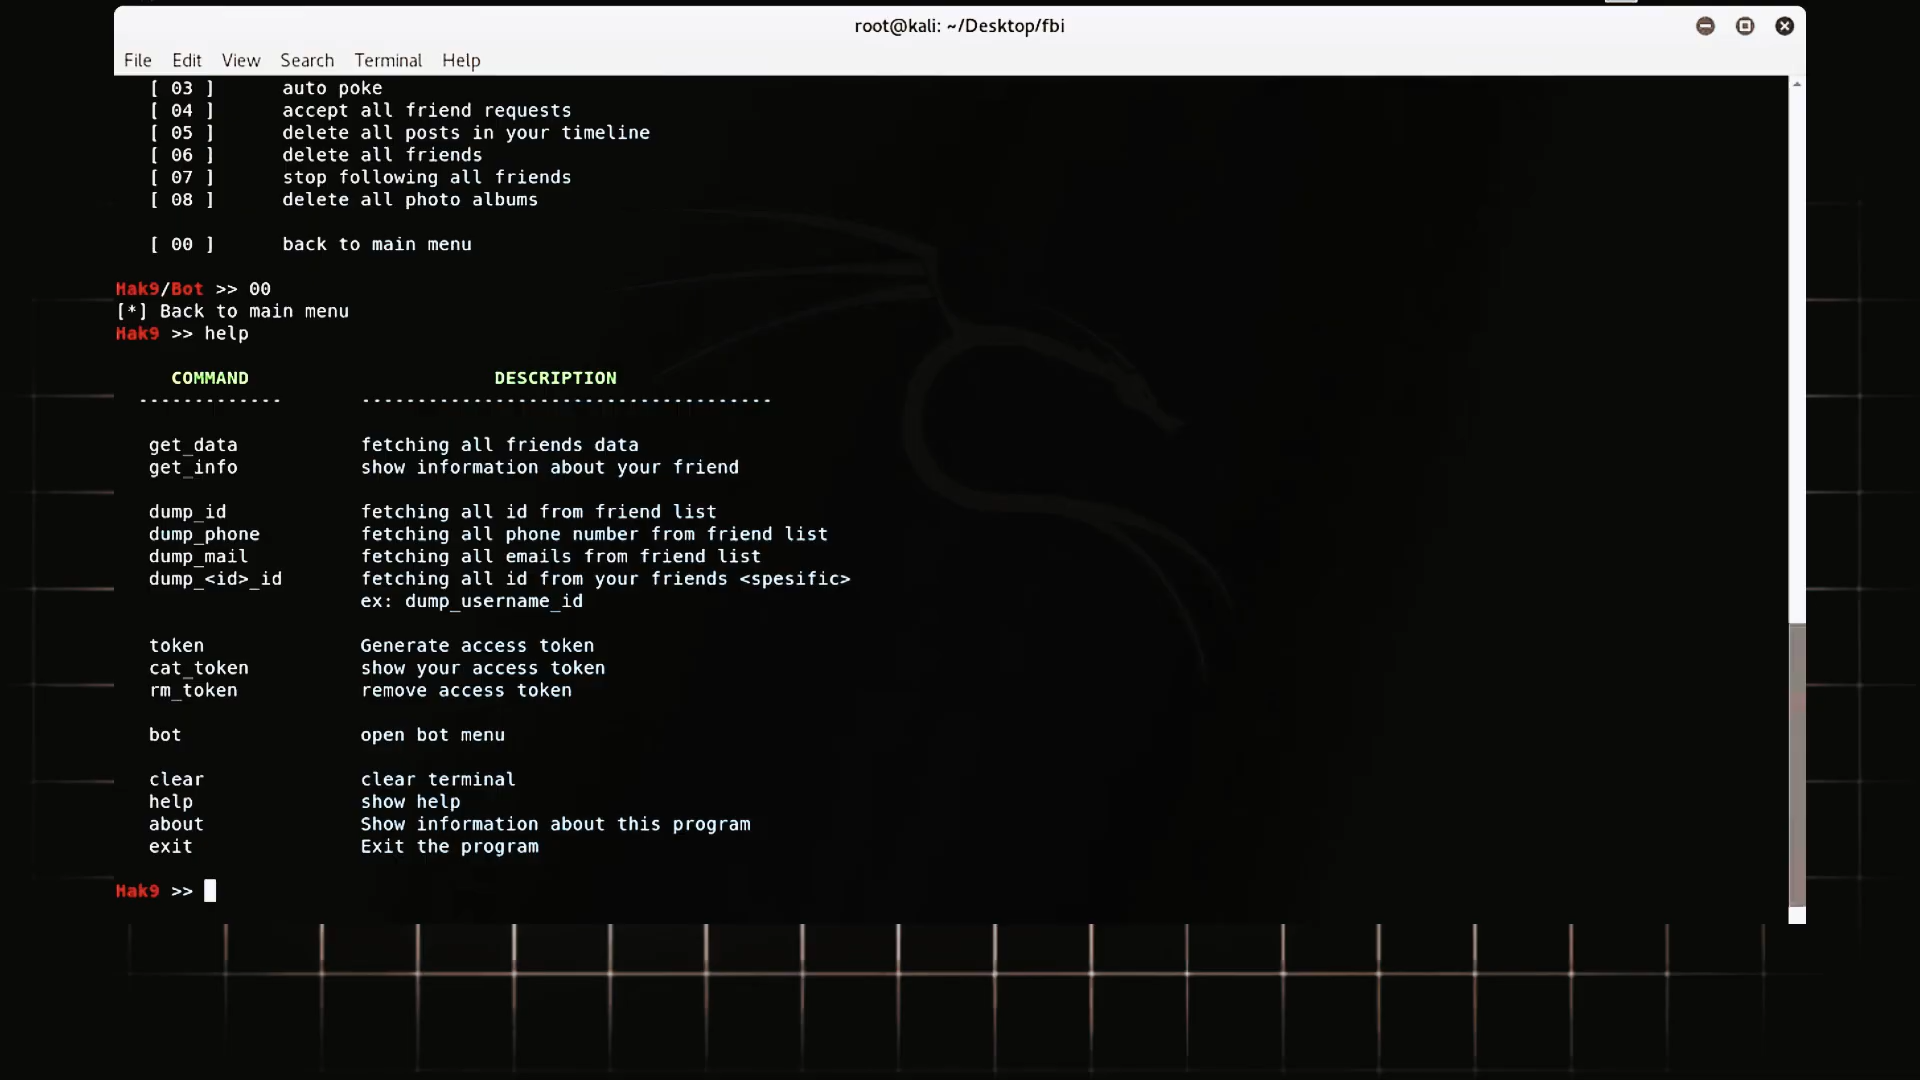 root@kali: ~/Desktop/fbi
File Edit View Search Terminal Help
[ 03 ] auto poke
[ 04 ] accept all friend requests
[ 05 ] delete all posts in your timeline
[ 06 ] delete all friends
[ 07 ] stop following all friends
[ 08 ] delete all photo albums
[ 00 ] back to main menu
Hak9/Bot >> 00
[*] Back to main menu
Hak9 >> help
COMMAND DESCRIPTION
------------- -------------------------------------
get_data fetching all friends data
get_info show information about your friend
dump_id fetching all id from friend list
dump_phone fetching all phone number from friend list
dump_mail fetching all emails from friend list
dump_<id>_id fetching all id from your friends <spesific>
ex: dump_username_id
token Generate access token
cat_token show your access token
rm_token remove access token
bot open bot menu
clear clear terminal
help show help
about Show information about this program
exit Exit the program
Hak9 >>